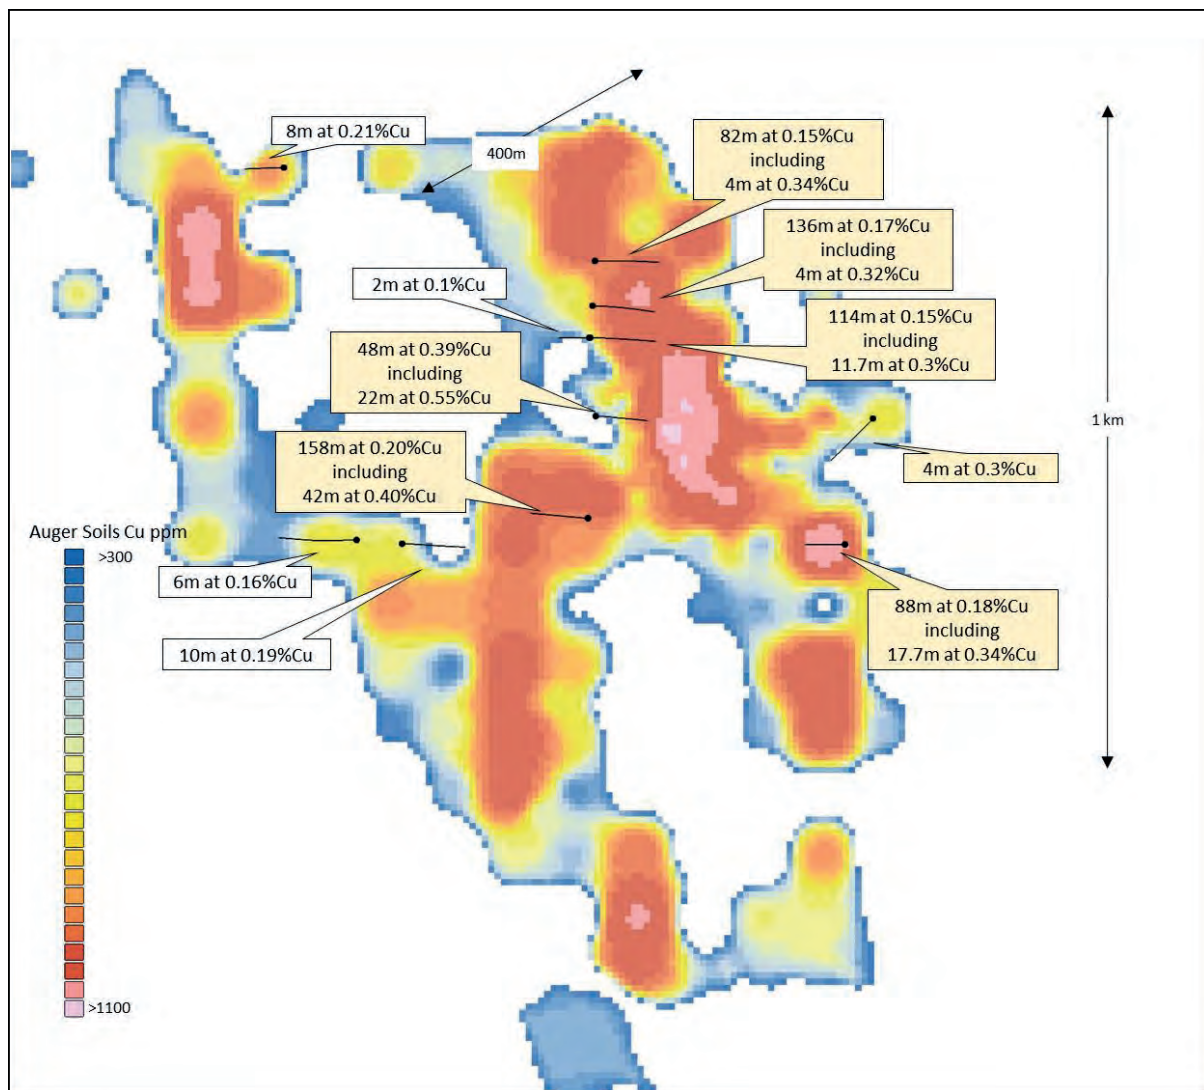 8m at 0.21%Cu
400m
82m at 0.15%Cu
including
4m at 0.34%Cu
136m at 0.17%Cu
including
4m at 0.32%Cu
2m at 0.1%Cu
114m at 0.15%Cu
including
11.7m at 0.3%Cu
48m at 0.39%Cu
including
22m at 0.55%Cu
1 km
158m at 0.20%Cu
including
42m at 0.40%Cu
4m at 0.3%Cu
Auger Soils Cu ppm
>300
6m at 0.16%Cu
88m at 0.18%Cu
including
17.7m at 0.34%Cu
10m at 0.19%Cu
>1100